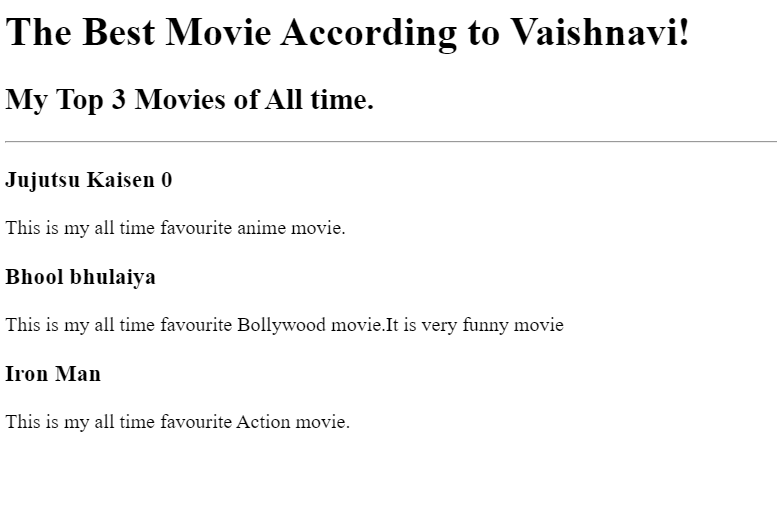 The Best Movie According to Vaishnavi!
My Top 3 Movies of All time.
Jujutsu Kaisen 0
This is my all time favourite anime movie.
Bhool bhulaiya
This is my all time favourite Bollywood movie.It is very funny movie
Iron Man
This is my all time favourite Action movie.